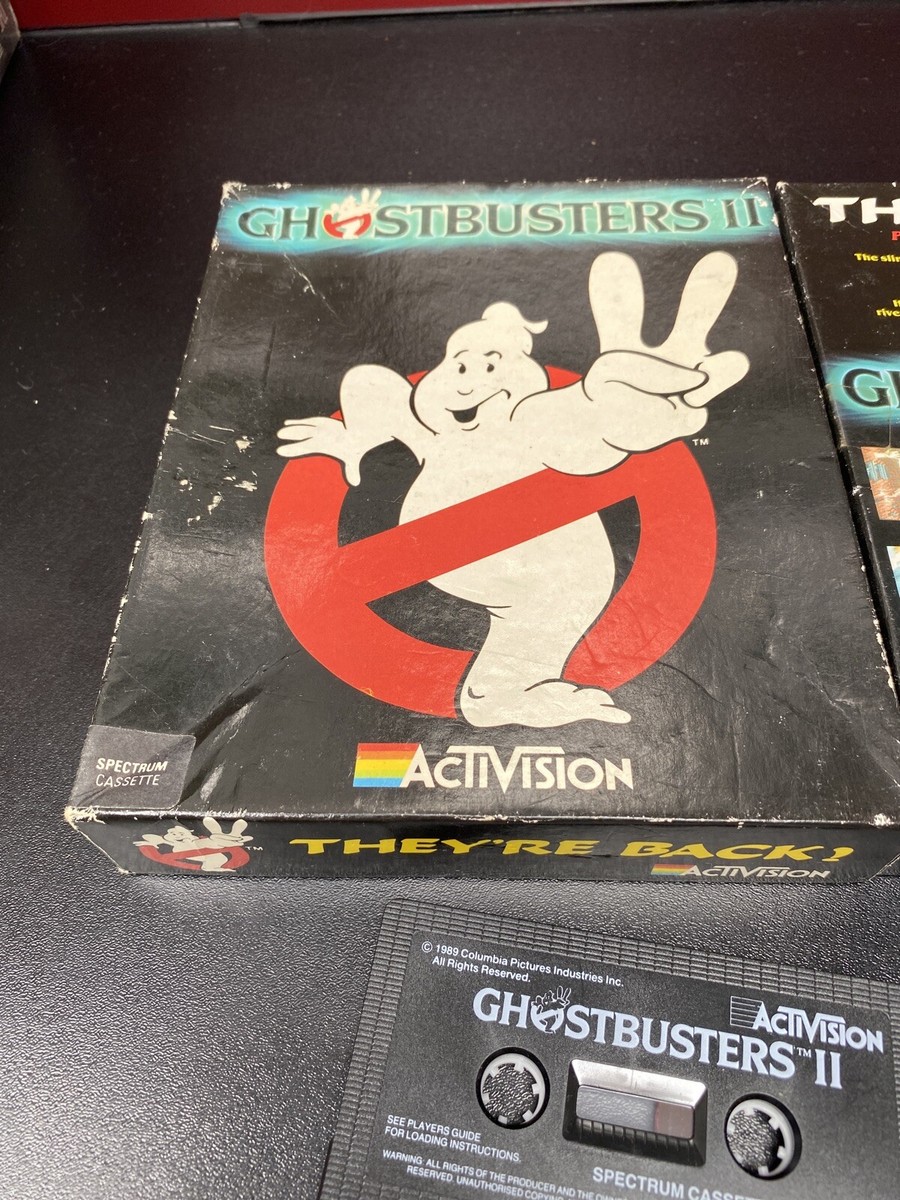 GHOSTBUSTERS II
TM
ACTIVISION
SPECTRUM
CASSETTE
TM
THEY'RE BACK!
ACTIVISION
The
© 1989 Columbia Pictures Industries Inc.
All Rights Reserved.
ACTIVISION
GHOSTBUSTERS™ II
SEE PLAYERS GUIDE
FOR LOADING INSTRUCTIONS.
WARNING: ALL RIGHTS OF THE PRODUCER AND THE
RESERVED. UNAUTHORISED
SPECTRUM